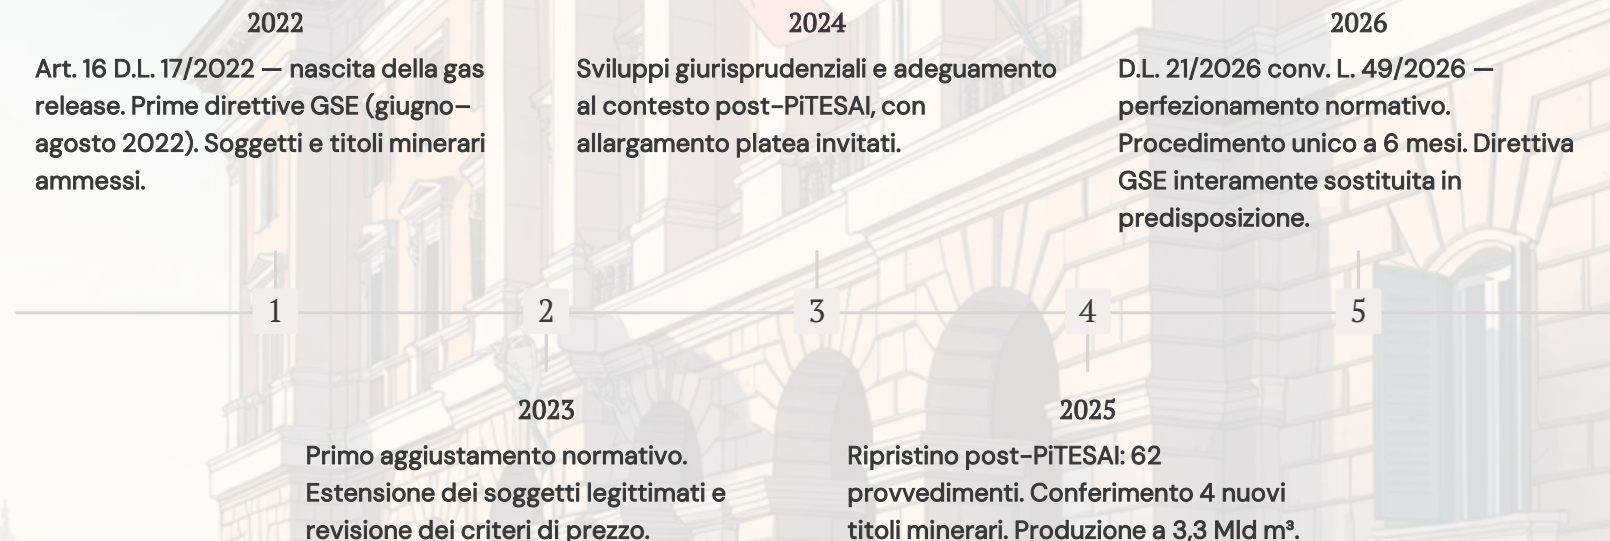 2022
Art. 16 D.L. 17/2022 — nascita della gas
release. Prime direttive GSE (giugno–
agosto 2022). Soggetti e titoli minerari
ammessi.
2024
Sviluppi giurisprudenziali e adeguamento
al contesto post-PiTESAI, con
allargamento platea invitati.
2026
D.L. 21/2026 conv. L. 49/2026 —
perfezionamento normativo.
Procedimento unico a 6 mesi. Direttiva
GSE interamente sostituita in
predisposizione.
1
2
3
4
5
2023
Primo aggiustamento normativo.
Estensione dei soggetti legittimati e
revisione dei criteri di prezzo.
2025
Ripristino post-PiTESAI: 62
provvedimenti. Conferimento 4 nuovi
titoli minerari. Produzione a 3,3 Mld m³.